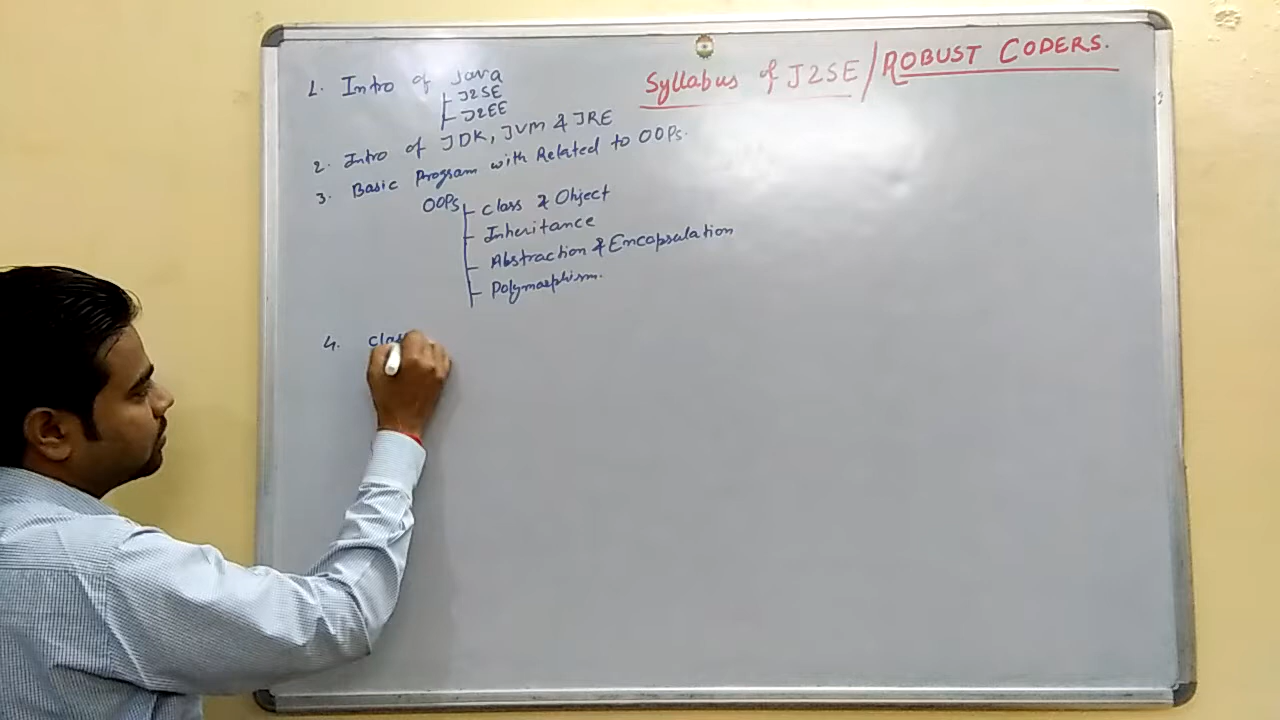 Syllabus of J2SE/ROBUST CODERS.
1. Intro of Java
J2SE
J2EE
2. Intro of JDK, JVM & JRE
3. Basic Program with Related to OOPs.
OOPs
Class & Object
Inheritance
Abstraction & Encapsulation
Polymorphism.
4. Clas